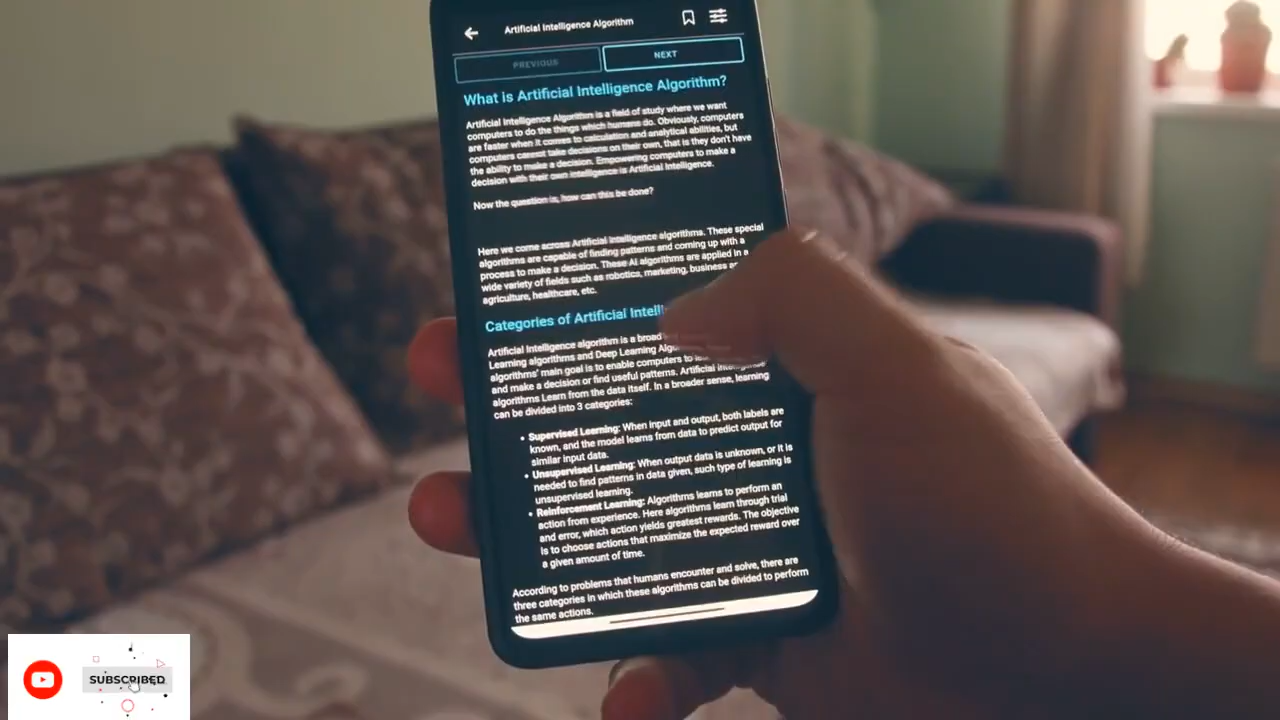 Artificial Intelligence Algorithm
PREVIOUS
NEXT
What is Artificial Intelligence Algorithm?
Artificial Intelligence Algorithm is a field of study where we want
computers to do the things which humans do. Obviously, computers
are faster when it comes to calculation and analytical abilities, but
computers cannot take decisions on their own, that is they don't have
the ability to make a decision. Empowering computers to make a
decision with their own intelligence is Artificial Intelligence.
Now the question is, how can this be done?
Here we come across Artificial Intelligence algorithms. These special
algorithms are capable of finding patterns and coming up with a
process to make a decision. These AI algorithms are applied in a
wide variety of fields such as robotics, marketing, business
agriculture, healthcare, etc.
Categories of Artificial
Artificial Intelligence algorithm is a broad
Learning algorithms and Deep Learning
algorithms' main goal is to enable computers to
and make a decision or find useful patterns. Artificial
algorithms Learn from the data itself. In a broader sense, learning
can be divided into 3 categories:
• Supervised Learning: When input and output, both labels are
known, and the model learns from data to predict output for
similar input data.
• Unsupervised Learning: When output data is unknown, or it is
needed to find patterns in data given, such type of learning is
unsupervised learning.
• Reinforcement Learning: Algorithms learns to perform an
action from experience. Here algorithms learn through trial
and error, which action yields greatest rewards. The objective
is to choose actions that maximize the expected reward over
a given amount of time.
According to problems that humans encounter and solve, there are
three categories in which these algorithms can be divided to perform
the same actions.
SUBSCRIBED